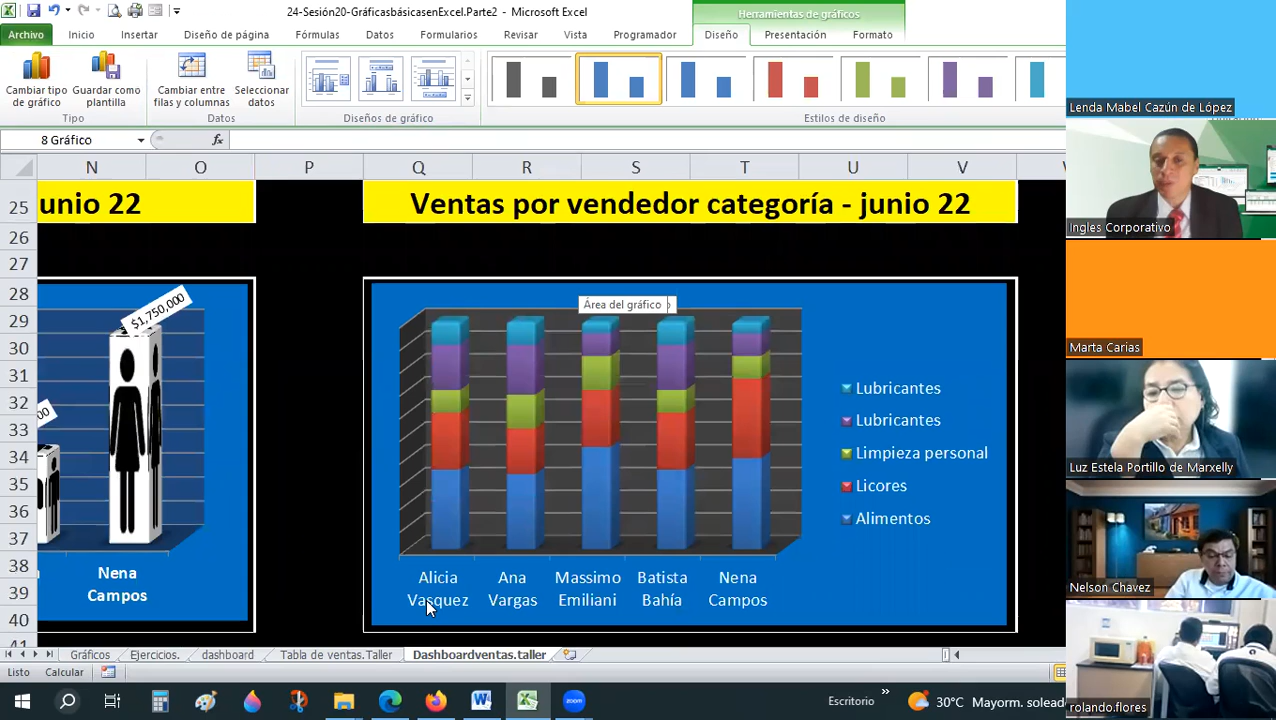 24-Sesión20-GráficasbásicasenExcel.Parte2 - Microsoft Excel
Herramientas de gráficos
Archivo Inicio Insertar Diseño de página Fórmulas Datos Formularios Revisar Vista Programador Diseño Presentación Formato
Cambiar tipo de gráfico
Guardar como plantilla
Cambiar entre filas y columnas
Seleccionar datos
Tipo Datos Diseños de gráfico Estilos de diseño
8 Gráfico fx
N O P Q R S T U V
25
26
27
28
29
30
31
32
33
34
35
36
37
38
39
40
41
unio 22
Ventas por vendedor categoría - junio 22
$1,750,000
00
Nena
Campos
Área del gráfico
Lubricantes
Lubricantes
Limpieza personal
Licores
Alimentos
Alicia Vasquez
Ana Vargas
Massimo Emiliani
Batista Bahía
Nena Campos
Gráficos Ejercicios. dashboard Tabla de ventas.Taller Dashboardventas.taller
Listo Calcular
Escritorio » 30°C Mayorm. soleado
zoom
Lenda Mabel Cazún de López
Ingles Corporativo
Marta Carias
Luz Estela Portillo de Marxelly
Nelson Chavez
rolando.flores